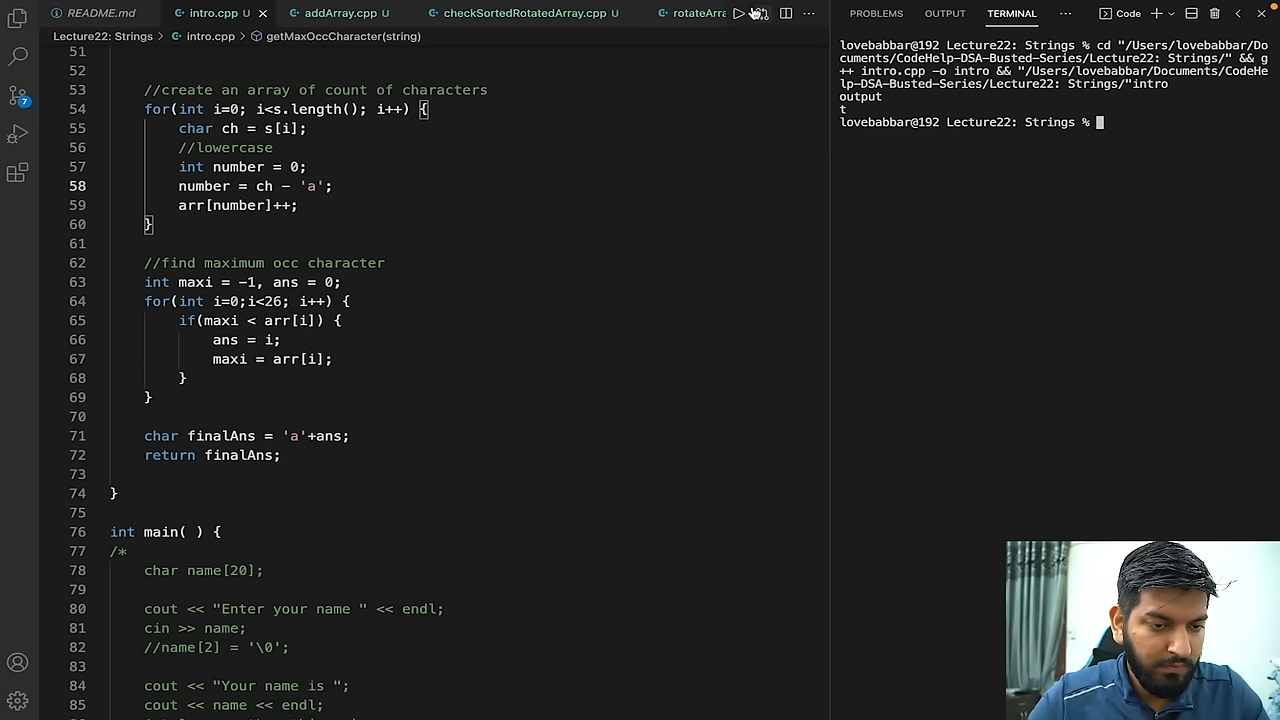 README.md
intro.cpp U
addArray.cpp U
checkSortedRotatedArray.cpp U
rotateArra
PROBLEMS
OUTPUT
TERMINAL
Code
Lecture22: Strings > intro.cpp > getMaxOccCharacter(string)
51
52
53 //create an array of count of characters
54 for(int i=0; i<s.length(); i++) {
55 char ch = s[i];
56 //lowercase
57 int number = 0;
58 number = ch - 'a';
59 arr[number]++;
60 }
61
62 //find maximum occ character
63 int maxi = -1, ans = 0;
64 for(int i=0;i<26; i++) {
65 if(maxi < arr[i]) {
66 ans = i;
67 maxi = arr[i];
68 }
69 }
70
71 char finalAns = 'a'+ans;
72 return finalAns;
73
74 }
75
76 int main( ) {
77 /*
78 char name[20];
79
80 cout << "Enter your name " << endl;
81 cin >> name;
82 //name[2] = '\0';
83
84 cout << "Your name is ";
85 cout << name << endl;
lovebabbar@192 Lecture22: Strings % cd "/Users/lovebabbar/Do
cuments/CodeHelp-DSA-Busted-Series/Lecture22: Strings/" && g
++ intro.cpp -o intro && "/Users/lovebabbar/Documents/CodeHe
lp-DSA-Busted-Series/Lecture22: Strings/"intro
output
t
lovebabbar@192 Lecture22: Strings %
7